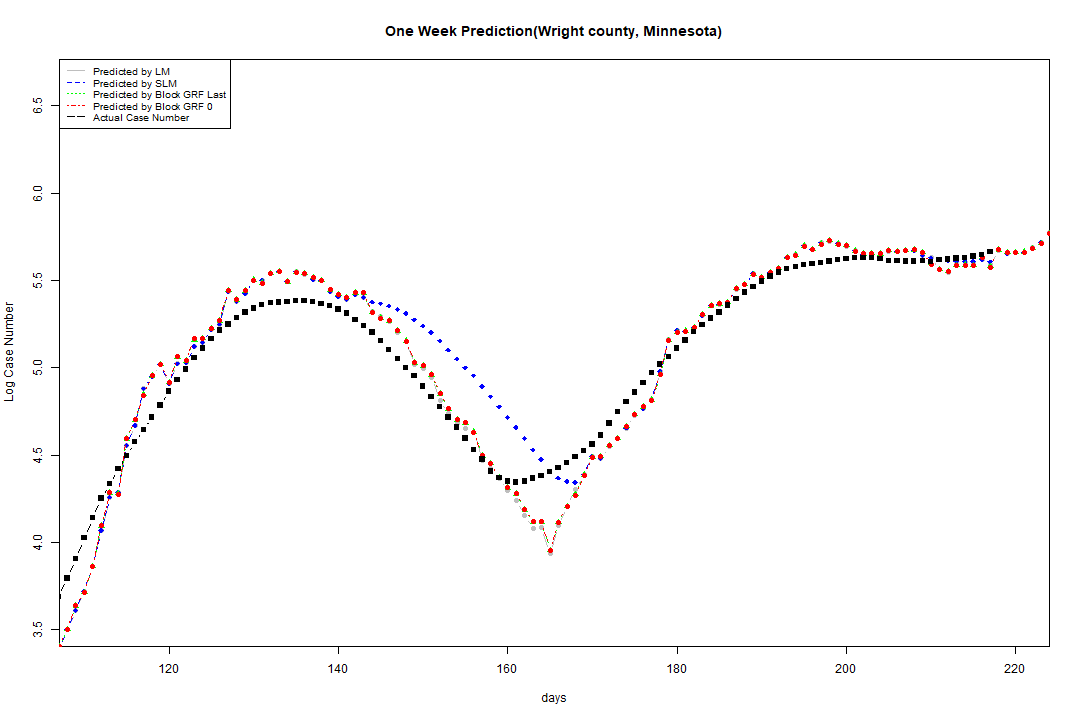 One Week Prediction(Wright county, Minnesota)
Predicted by LM
Predicted by SLM
Predicted by Block GRF Last
Predicted by Block GRF 0
Actual Case Number
6.5
6.0
5.5
5.0
4.5
4.0
3.5
Log Case Number
120 140 160 180 200 220
days